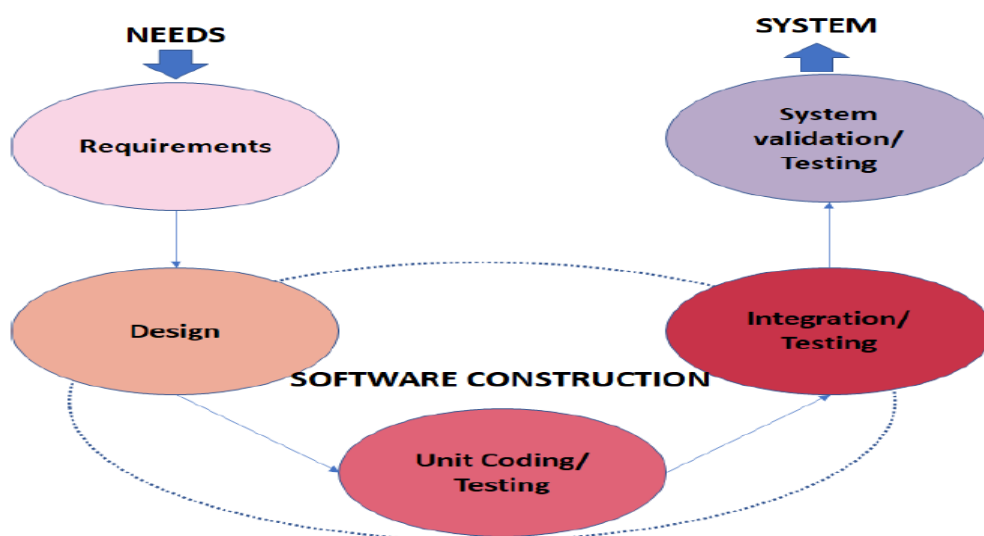 NEEDS
SYSTEM
Requirements
System
validation/
Testing
Design
Integration/
Testing
SOFTWARE CONSTRUCTION
Unit Coding/
Testing